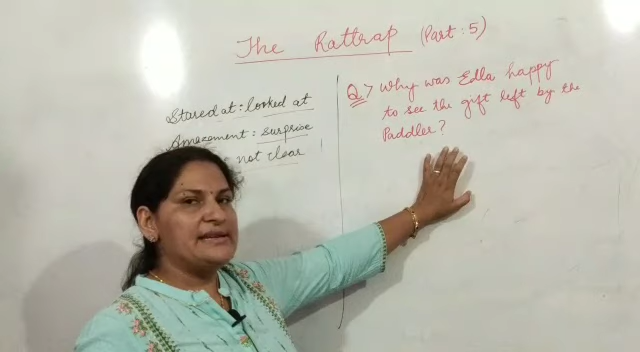 The Rattrap (Part: 5)
Stared at: looked at
Amazement: surprise
not clear
Q> Why was Edla happy
to see the gift left by the
Paddler?